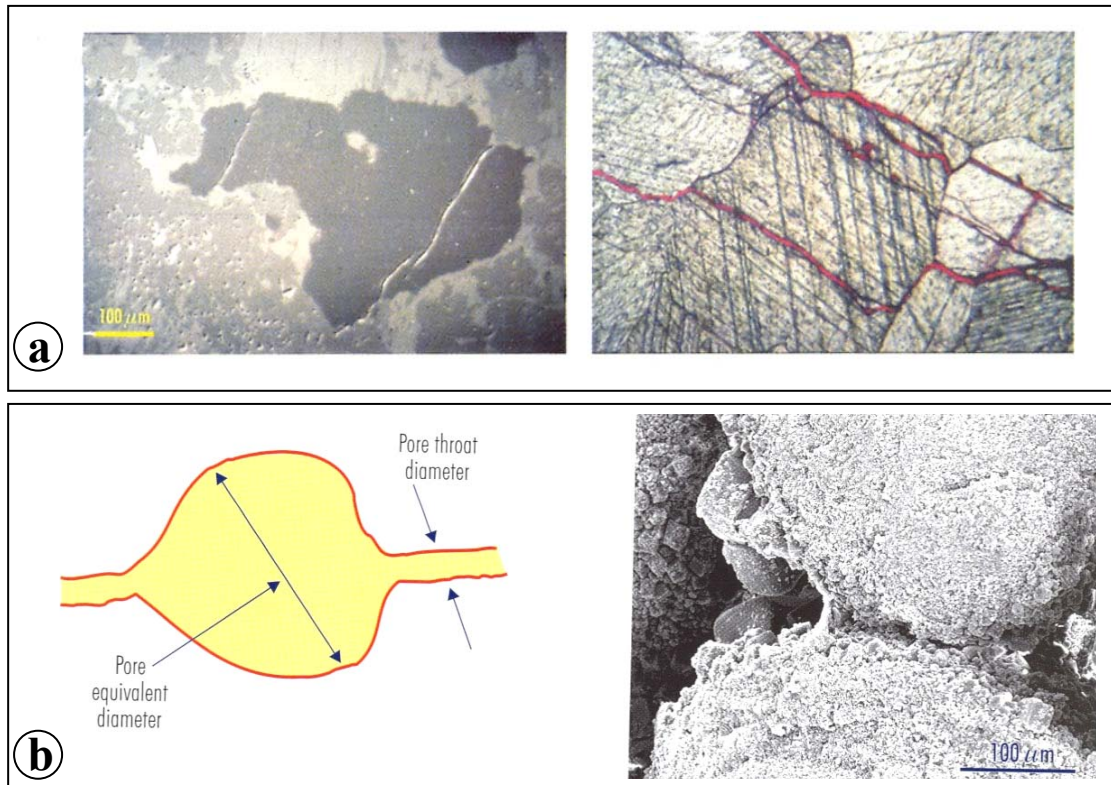 100 µm
a
Pore throat
diameter
Pore
equivalent
diameter
100 µm
b